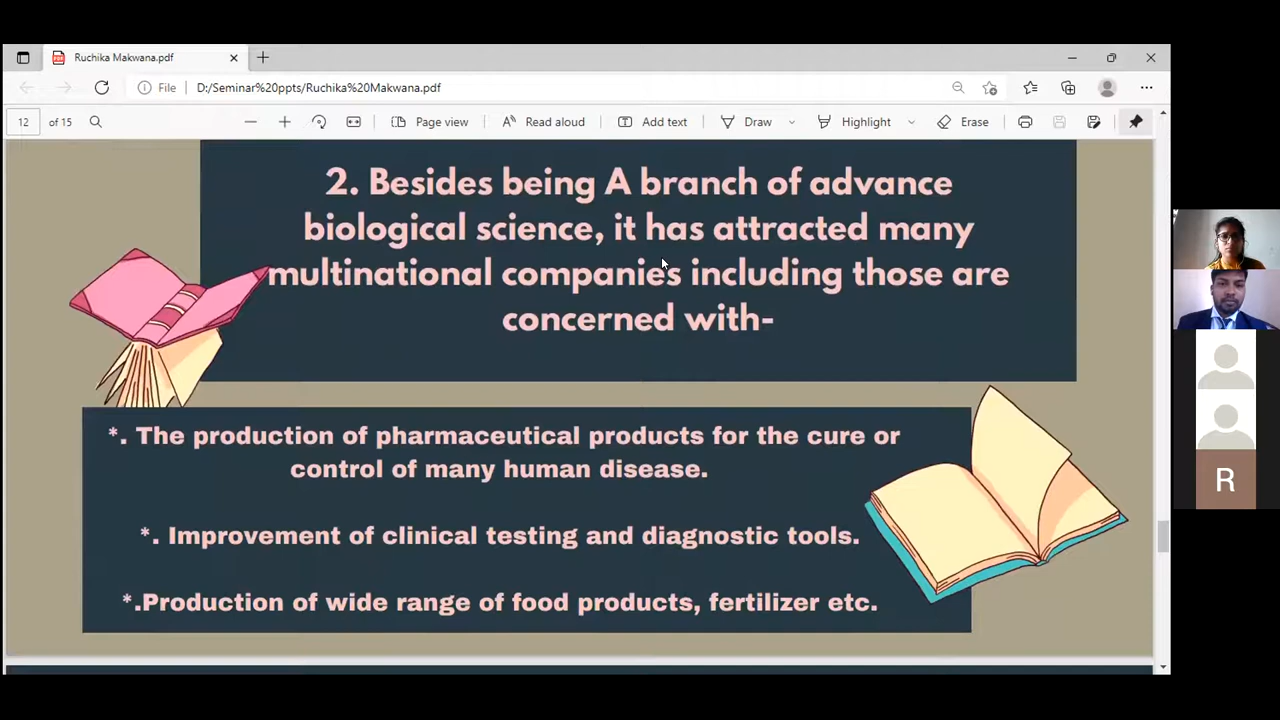 Ruchika Makwana.pdf
File D:/Seminar%20ppts/Ruchika%20Makwana.pdf
12 of 15 Page view Read aloud Add text Draw Highlight Erase
2. Besides being A branch of advance
biological science, it has attracted many
multinational companies including those are
concerned with-
*. The production of pharmaceutical products for the cure or
control of many human disease.
*. Improvement of clinical testing and diagnostic tools.
*.Production of wide range of food products, fertilizer etc.
R